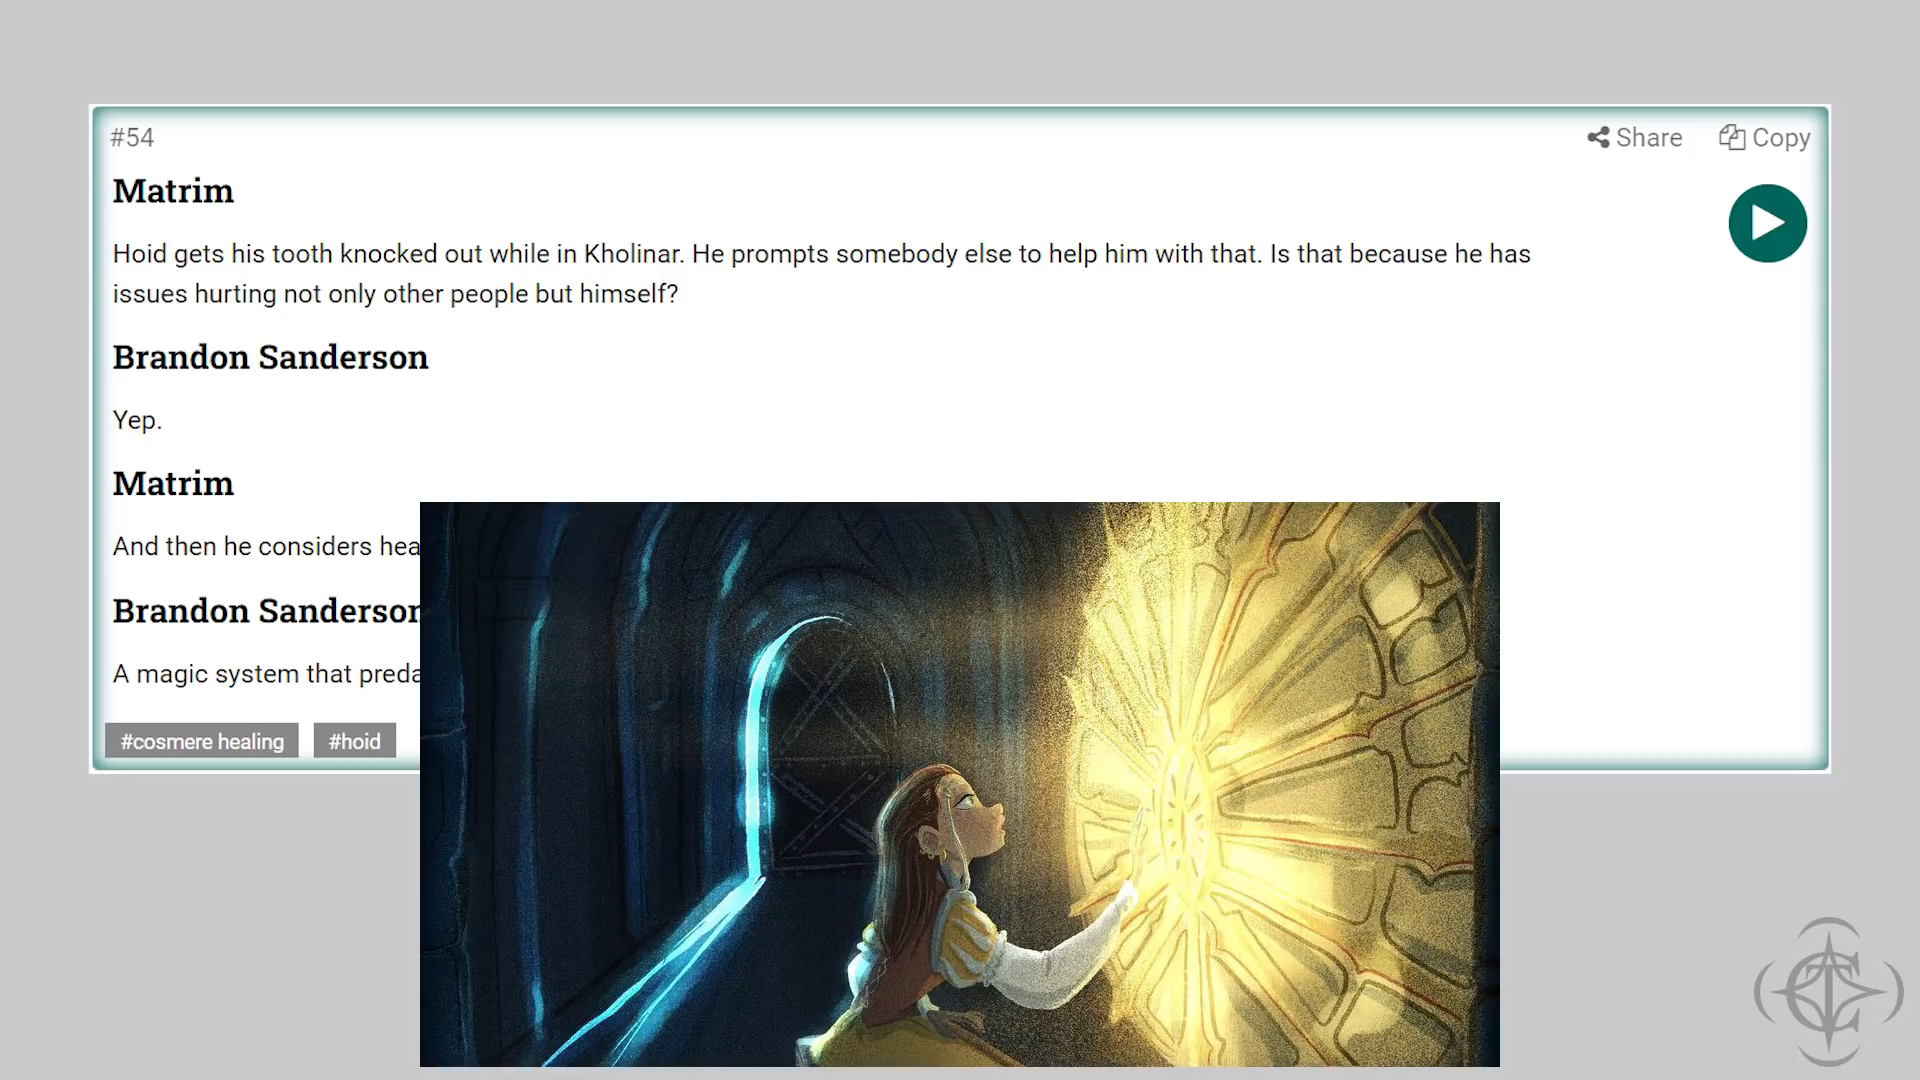 #54
Share
Copy
Matrim
Hoid gets his tooth knocked out while in Kholinar. He prompts somebody else to help him with that. Is that because he has
issues hurting not only other people but himself?
Brandon Sanderson
Yep.
Matrim
And then he considers
Brandon Sanderson
A magic system that
#cosmere healing
#hoid